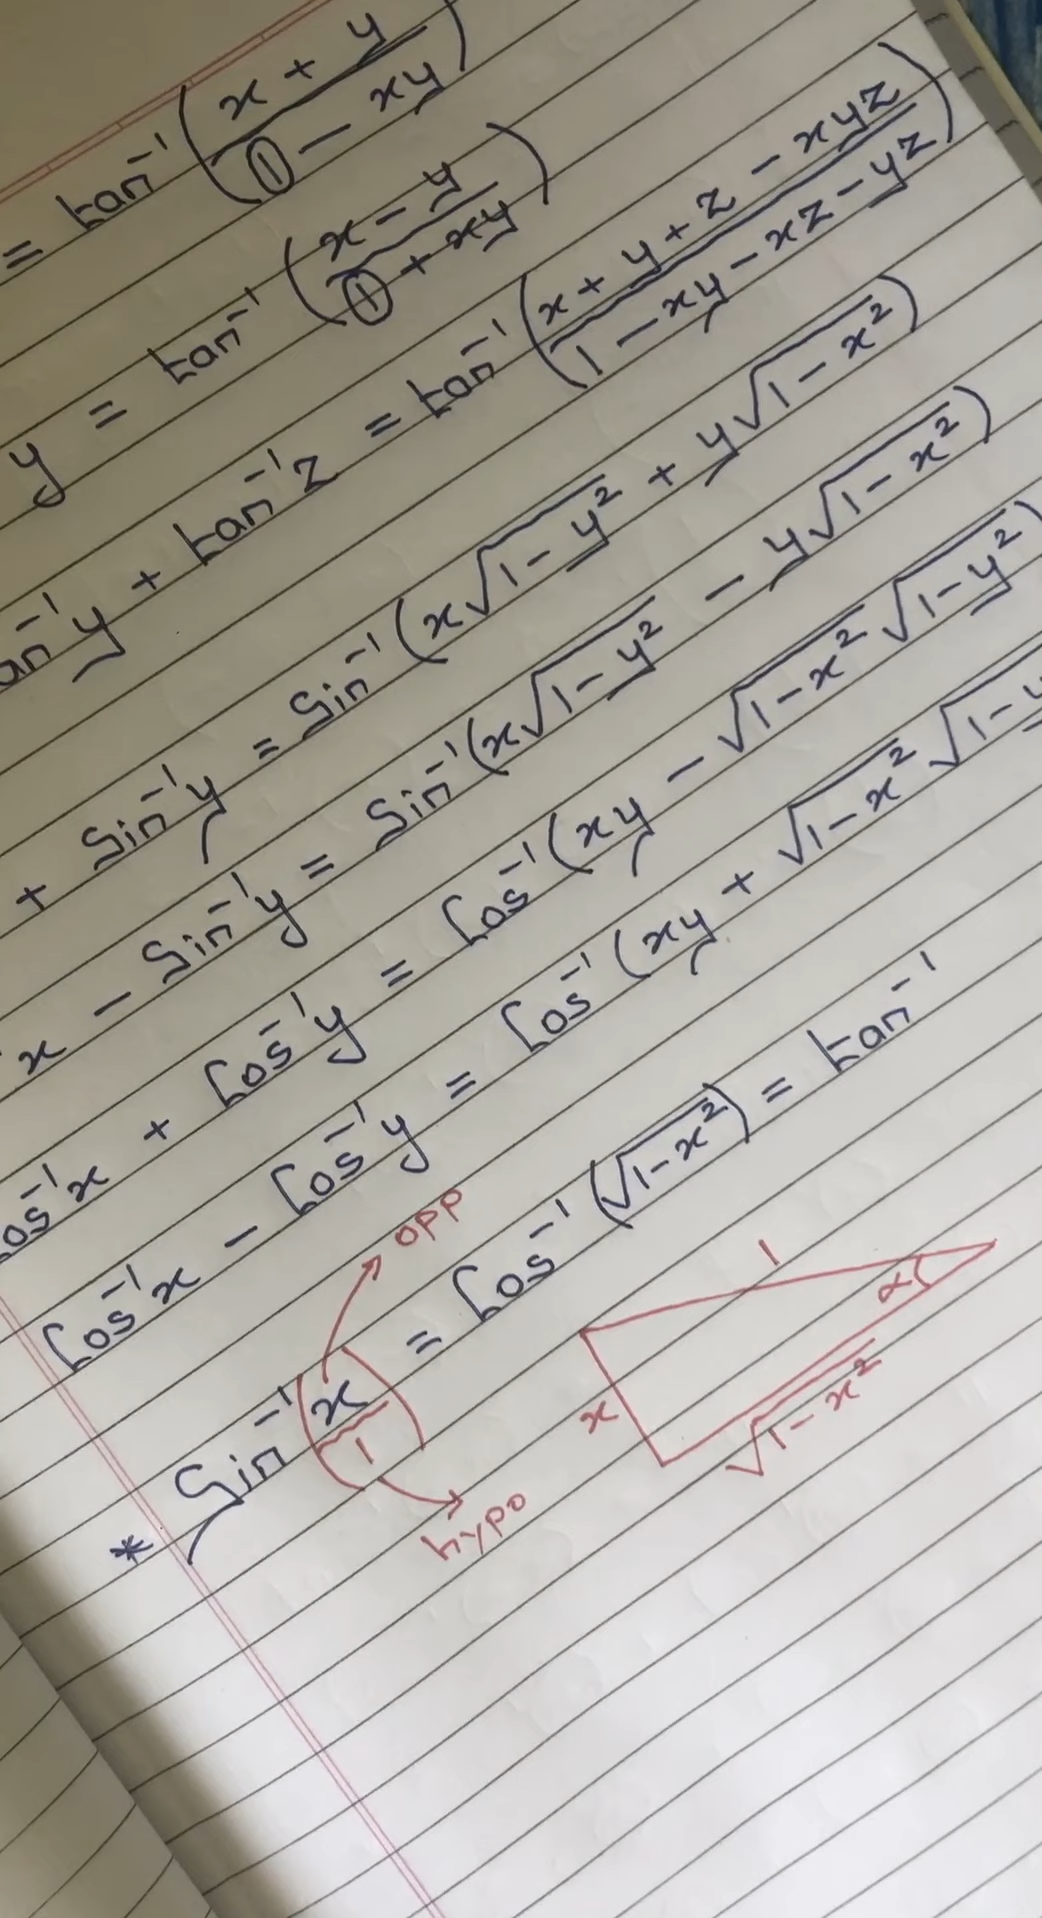 = tan⁻¹((x + y)/(1 - xy))
y = tan⁻¹((x - y)/(1 + xy))
an⁻¹y + tan⁻¹z = tan⁻¹((x + y + z - xyz)/(1 - xy - xz - yz))
+ Sin⁻¹y = Sin⁻¹(x√(1 - y²) + y√(1 - x²))
x - Sin⁻¹y = Sin⁻¹(x√(1 - y²) - y√(1 - x²))
os⁻¹x + Cos⁻¹y = Cos⁻¹(xy - √(1-x²) √(1-y²))
Cos⁻¹x - Cos⁻¹y = Cos⁻¹(xy + √(1-x²) √(1-y
opp
* Sin⁻¹(x/1) = Cos⁻¹(√(1-x²)) = tan⁻¹
hypo
1
α
x
√(1-x²)